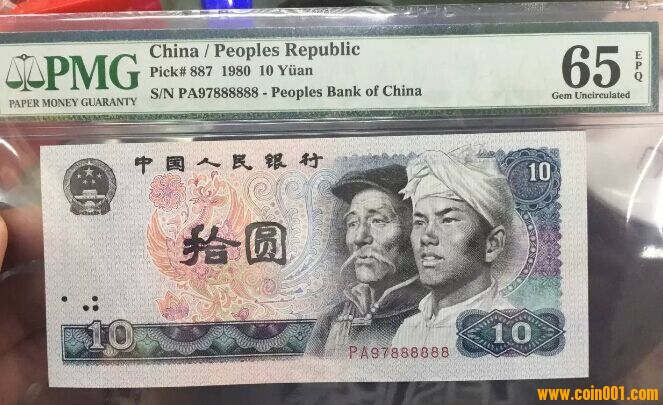 PMG
PAPER MONEY GUARANTY
China / Peoples Republic
Pick# 887 1980 10 Yüan
S/N PA97888888 - Peoples Bank of China
65 EPQ
Gem Uncirculated
中国人民银行
10
拾圆
10
10
PA97888888
www.coin001.com